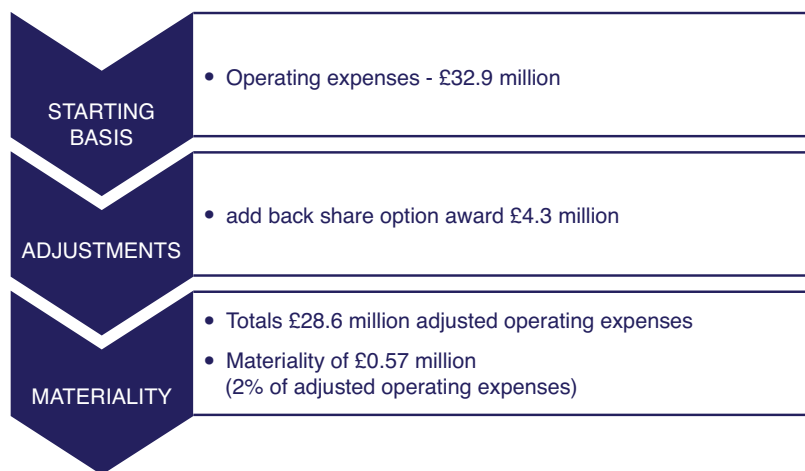 STARTING
BASIS
• Operating expenses - £32.9 million
ADJUSTMENTS
• add back share option award £4.3 million
MATERIALITY
• Totals £28.6 million adjusted operating expenses
• Materiality of £0.57 million
(2% of adjusted operating expenses)